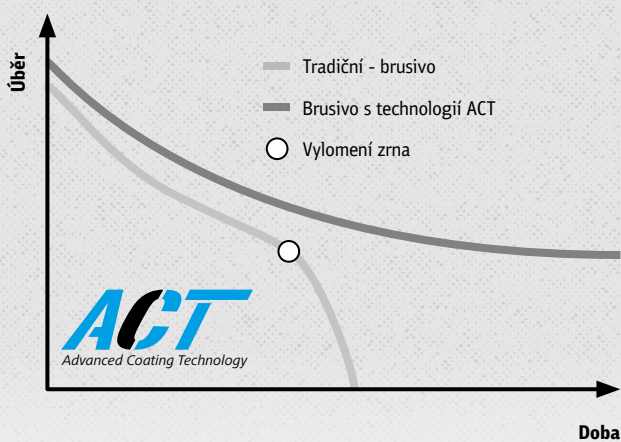 Úběr
Tradiční - brusivo
Brusivo s technologií ACT
Vylomení zrna
ACT
Advanced Coating Technology
Doba